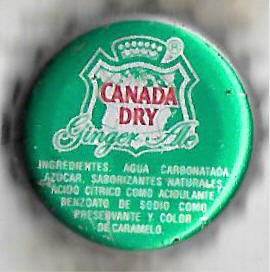 CANADA
DRY
Ginger Ale
INGREDIENTES. AGUA CARBONATADA
AZUCAR, SABORIZANTES NATURALES,
ACIDO CITRICO COMO ACIDULANTE
BENZOATO DE SODIO COMO
PRESERVANTE Y COLOR
DE CARAMELO.